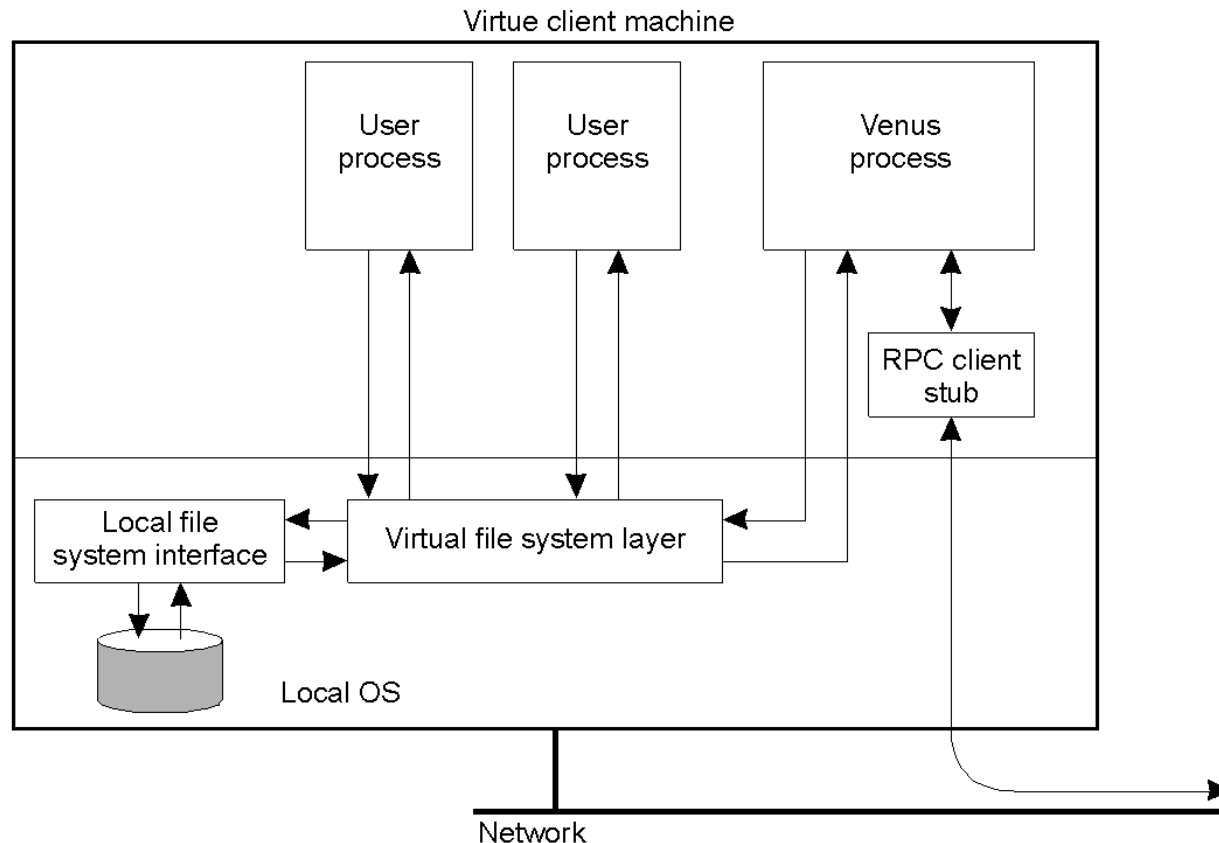 Virtue client machine
User
process
User
process
Venus
process
RPC client
stub
Local file
system interface
Virtual file system layer
Local OS
Network